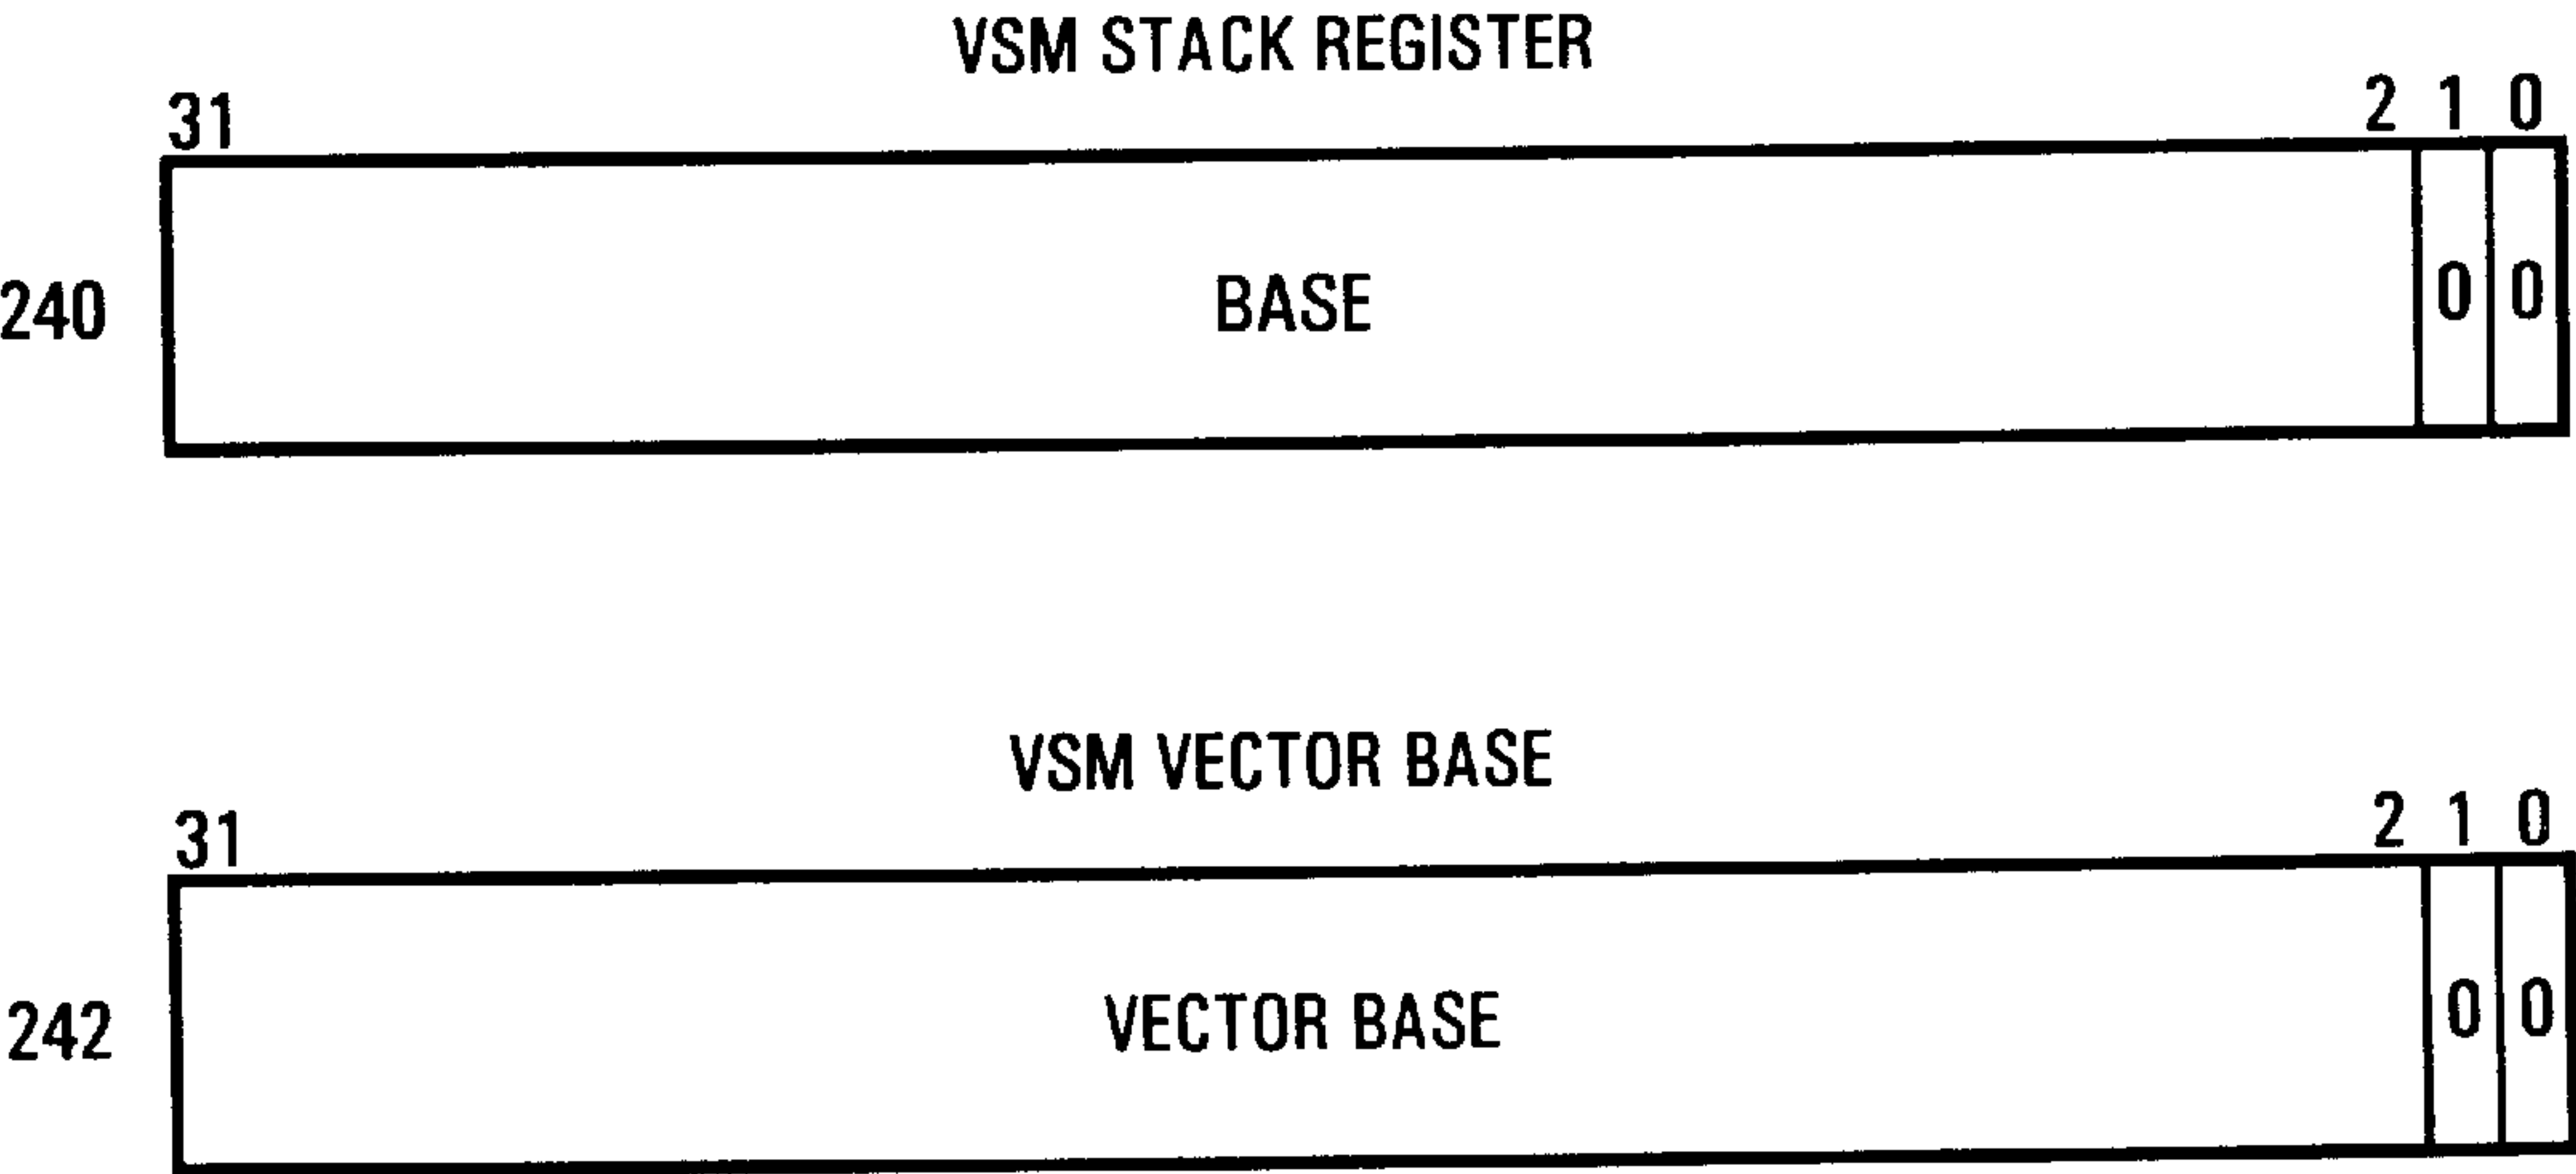 VSM STACK REGISTER
31 2 1 0
240 BASE 0 0
VSM VECTOR BASE
31 2 1 0
242 VECTOR BASE 0 0